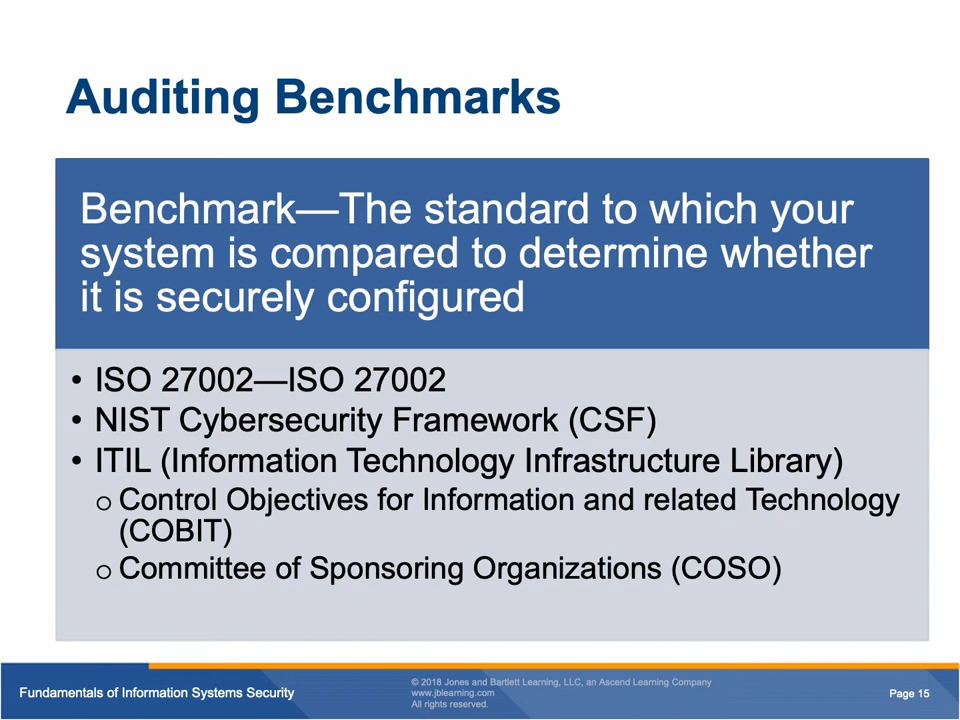 Auditing Benchmarks
Benchmark—The standard to which your
system is compared to determine whether
it is securely configured
• ISO 27002—ISO 27002
• NIST Cybersecurity Framework (CSF)
• ITIL (Information Technology Infrastructure Library)
o Control Objectives for Information and related Technology
(COBIT)
o Committee of Sponsoring Organizations (COSO)
Fundamentals of Information Systems Security
© 2018 Jones and Bartlett Learning, LLC, an Ascend Learning Company
www.jblearning.com
All rights reserved.
Page 15